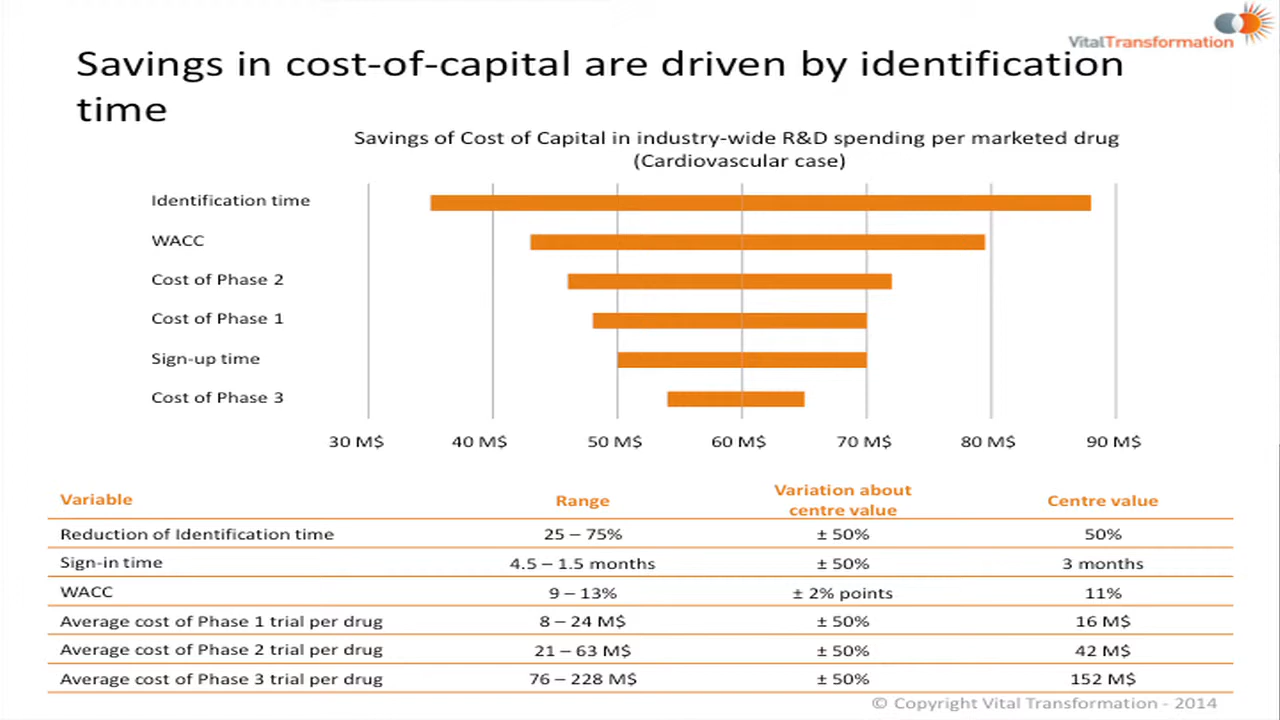 VitalTransformation
Savings in cost-of-capital are driven by identification
time
Savings of Cost of Capital in industry-wide R&D spending per marketed drug
(Cardiovascular case)
Identification time
WACC
Cost of Phase 2
Cost of Phase 1
Sign-up time
Cost of Phase 3
30 M$ 40 M$ 50 M$ 60 M$ 70 M$ 80 M$ 90 M$
Variable Range Variation about centre value Centre value
Reduction of Identification time 25 – 75% ± 50% 50%
Sign-in time 4.5 – 1.5 months ± 50% 3 months
WACC 9 – 13% ± 2% points 11%
Average cost of Phase 1 trial per drug 8 – 24 M$ ± 50% 16 M$
Average cost of Phase 2 trial per drug 21 – 63 M$ ± 50% 42 M$
Average cost of Phase 3 trial per drug 76 – 228 M$ ± 50% 152 M$
© Copyright Vital Transformation - 2014